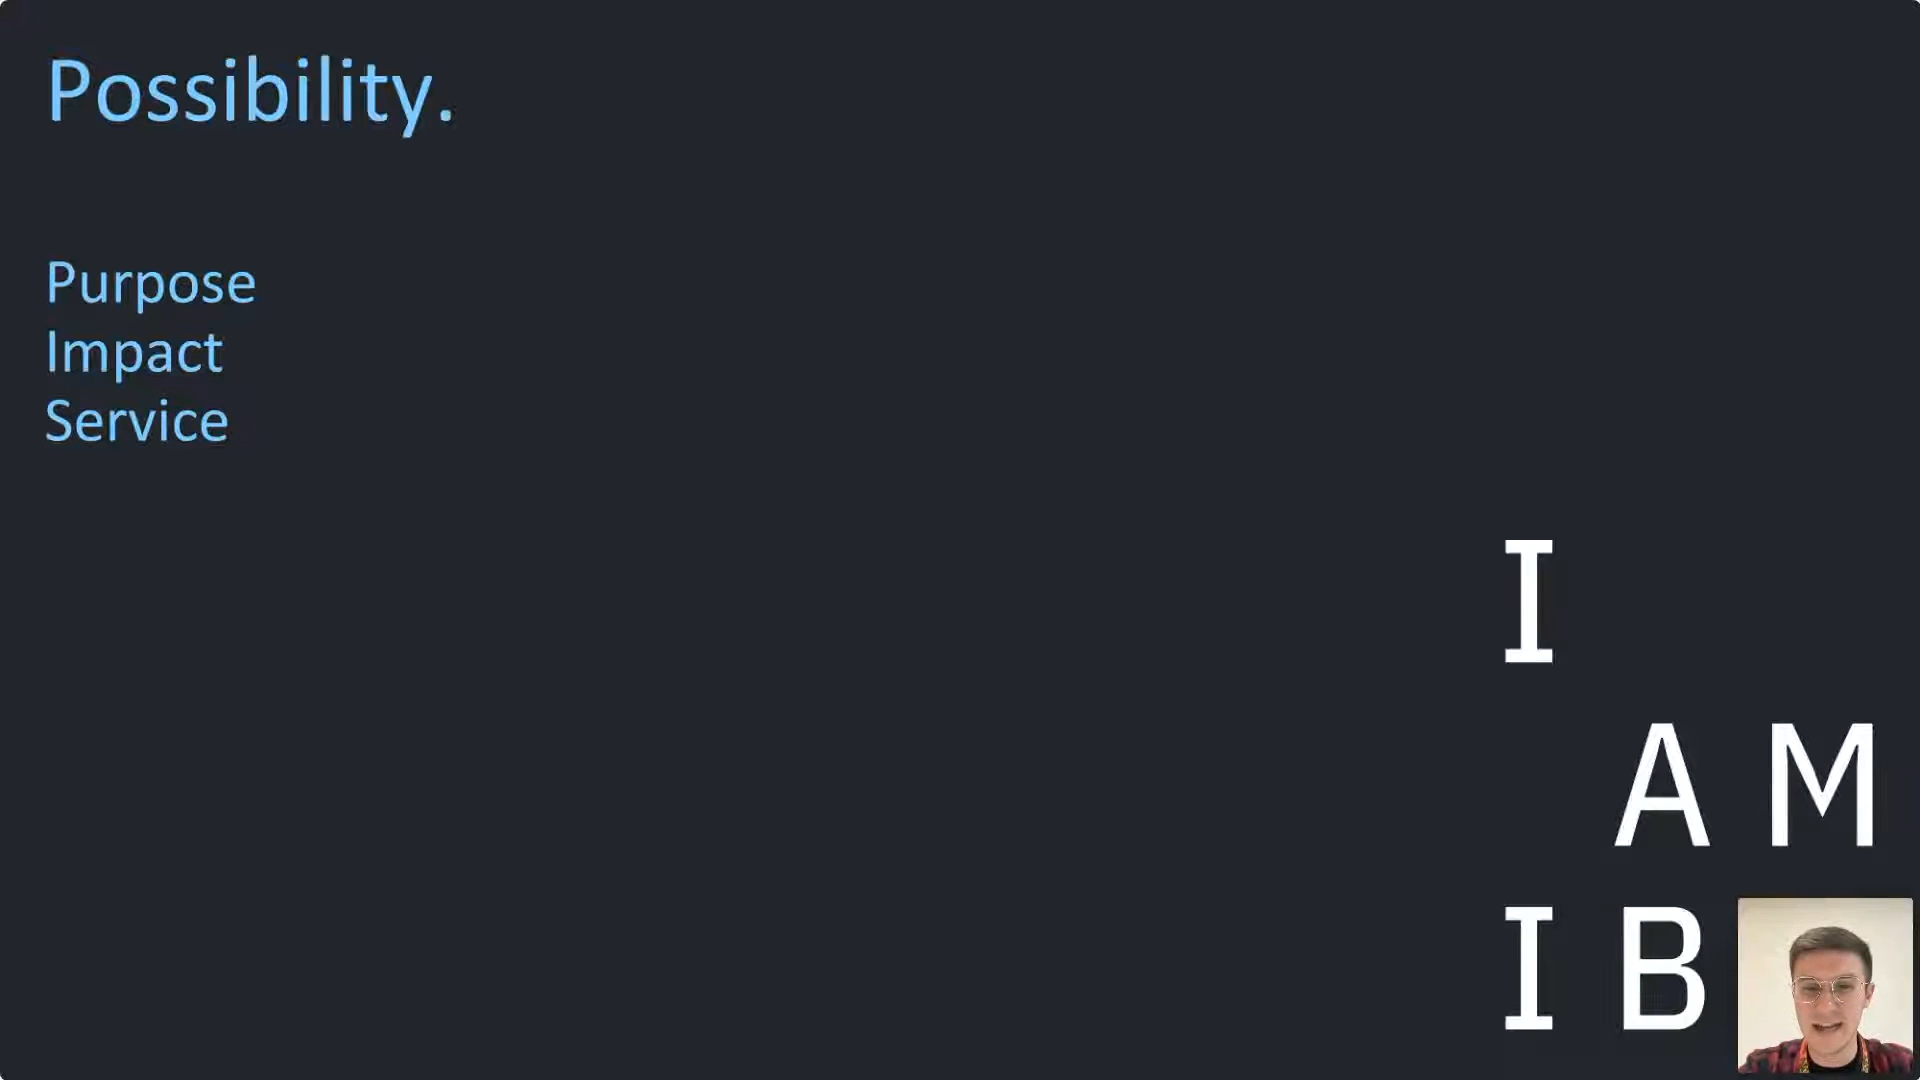 Possibility.
Purpose
Impact
Service
I
A M
I B